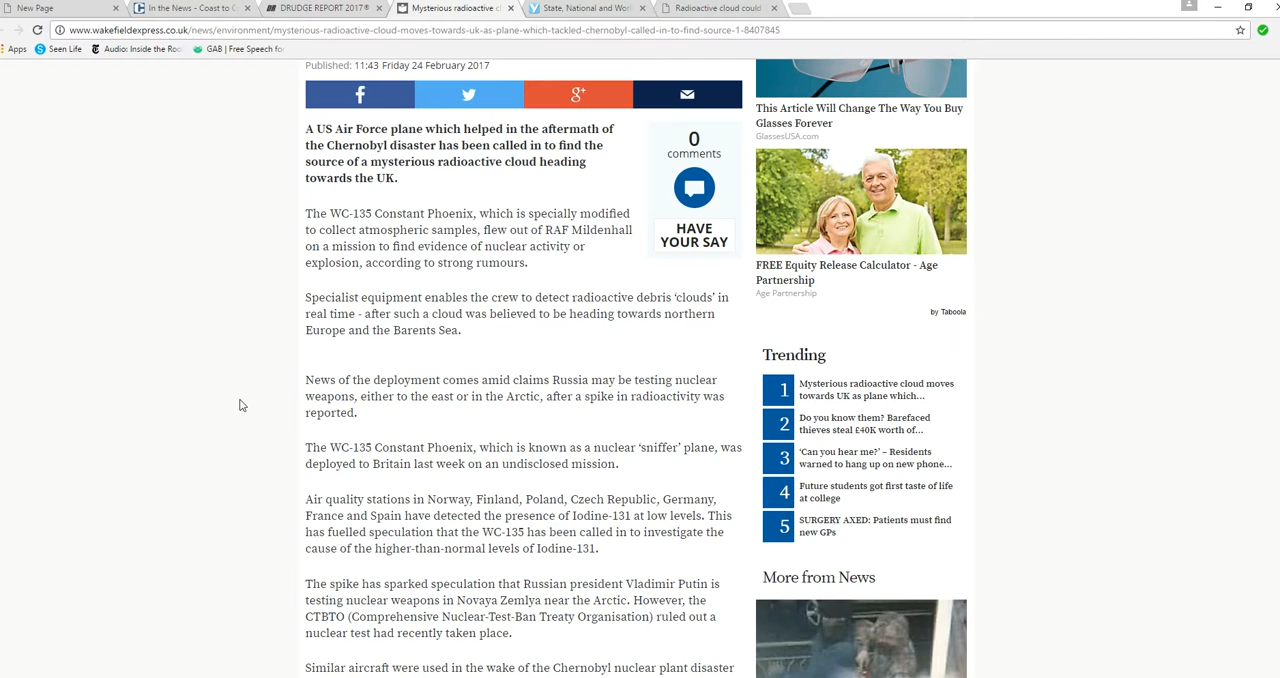 New Page
In the News - Coast to C
DRUDGE REPORT 2017®
Mysterious radioactive cl
State, National and Worl
Radioactive cloud could
www.wakefieldexpress.co.uk/news/environment/mysterious-radioactive-cloud-moves-towards-uk-as-plane-which-tackled-chernobyl-called-in-to-find-source-1-8407845
Apps
Seen Life
Audio: Inside the Roo
GAB | Free Speech for
Published: 11:43 Friday 24 February 2017
A US Air Force plane which helped in the aftermath of
the Chernobyl disaster has been called in to find the
source of a mysterious radioactive cloud heading
towards the UK.
0
comments
HAVE
YOUR SAY
The WC-135 Constant Phoenix, which is specially modified
to collect atmospheric samples, flew out of RAF Mildenhall
on a mission to find evidence of nuclear activity or
explosion, according to strong rumours.
Specialist equipment enables the crew to detect radioactive debris ‘clouds’ in
real time - after such a cloud was believed to be heading towards northern
Europe and the Barents Sea.
News of the deployment comes amid claims Russia may be testing nuclear
weapons, either to the east or in the Arctic, after a spike in radioactivity was
reported.
The WC-135 Constant Phoenix, which is known as a nuclear ‘sniffer’ plane, was
deployed to Britain last week on an undisclosed mission.
Air quality stations in Norway, Finland, Poland, Czech Republic, Germany,
France and Spain have detected the presence of Iodine-131 at low levels. This
has fuelled speculation that the WC-135 has been called in to investigate the
cause of the higher-than-normal levels of Iodine-131.
The spike has sparked speculation that Russian president Vladimir Putin is
testing nuclear weapons in Novaya Zemlya near the Arctic. However, the
CTBTO (Comprehensive Nuclear-Test-Ban Treaty Organisation) ruled out a
nuclear test had recently taken place.
Similar aircraft were used in the wake of the Chernobyl nuclear plant disaster
This Article Will Change The Way You Buy
Glasses Forever
GlassesUSA.com
FREE Equity Release Calculator - Age
Partnership
Age Partnership
by Taboola
Trending
1
Mysterious radioactive cloud moves
towards UK as plane which...
2
Do you know them? Barefaced
thieves steal £40K worth of...
3
‘Can you hear me?’ – Residents
warned to hang up on new phone...
4
Future students got first taste of life
at college
5
SURGERY AXED: Patients must find
new GPs
More from News